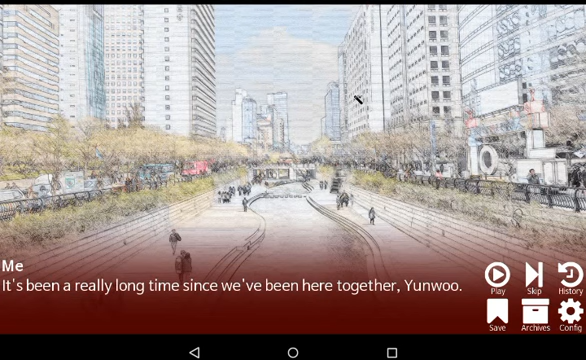 Me
It's been a really long time since we've been here together, Yunwoo.
Play
Skip
History
Save
Archives
Config